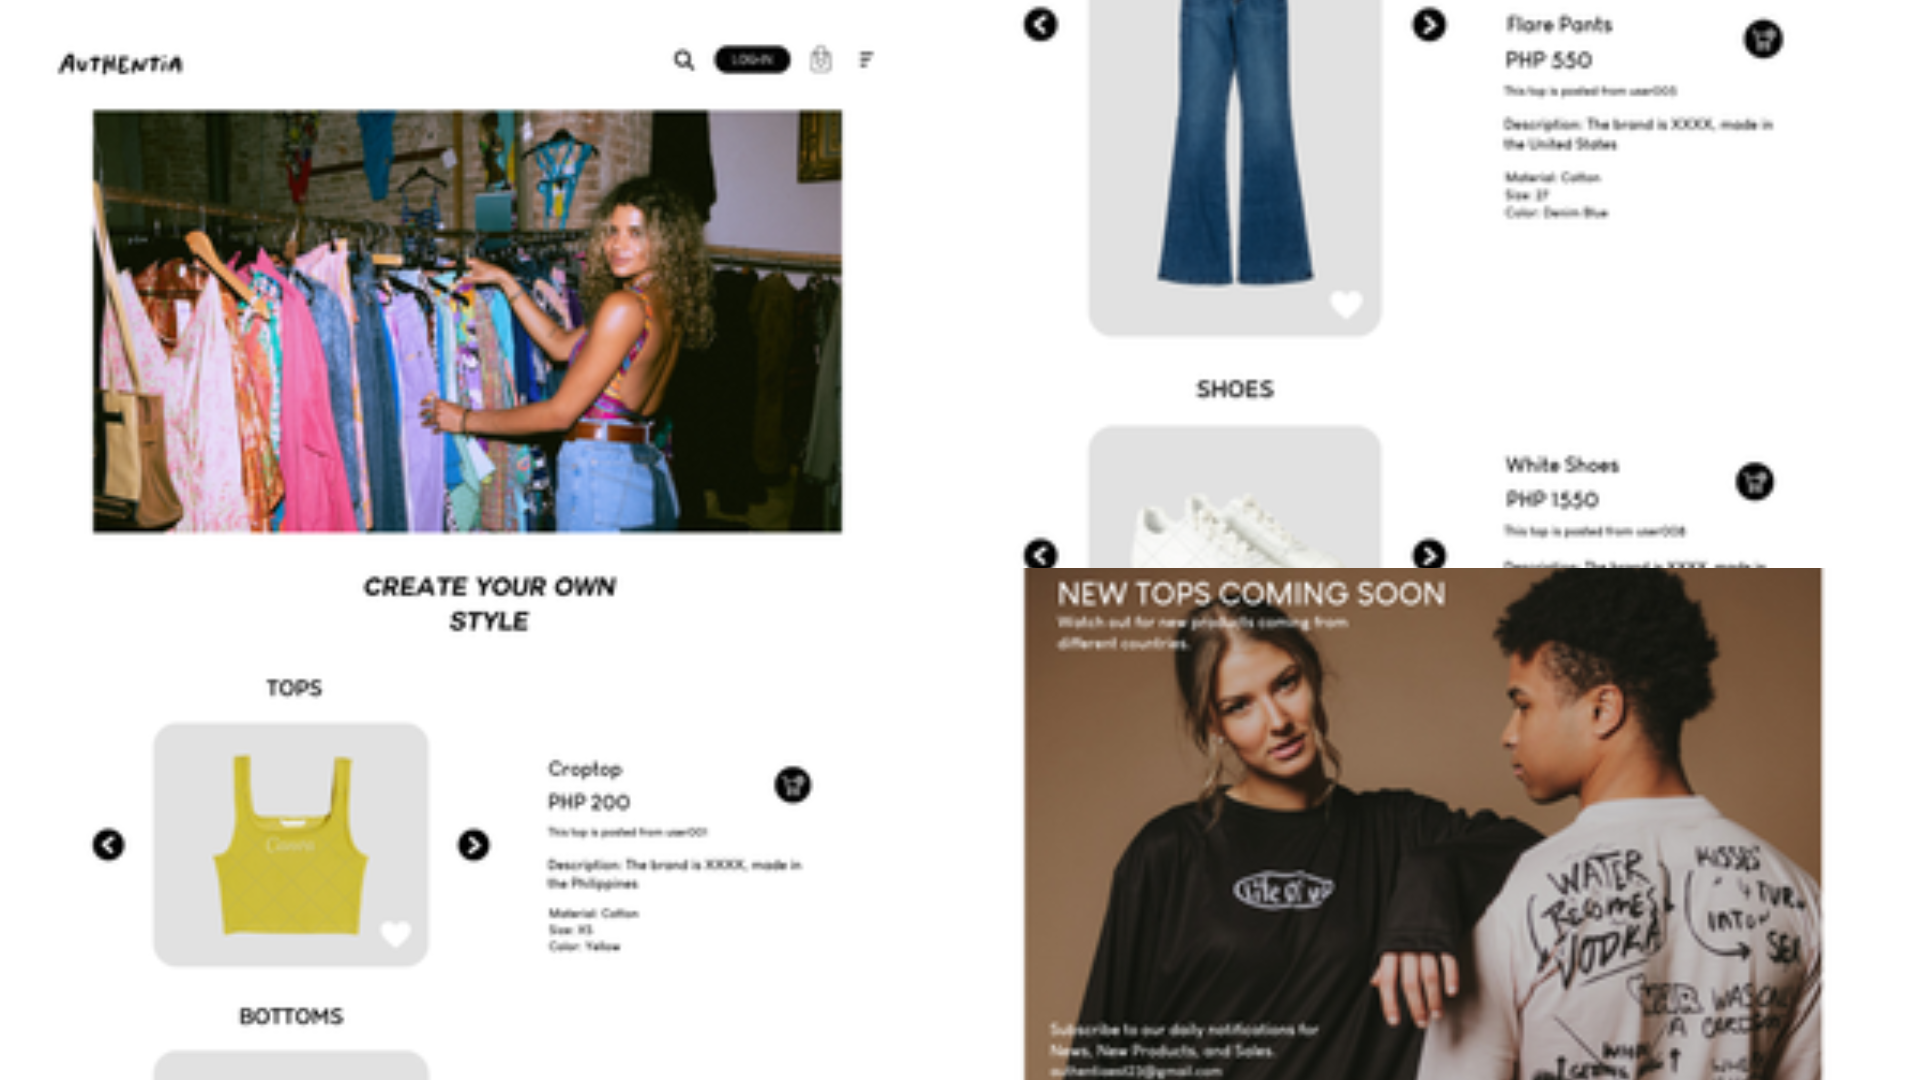 AUTHENTIA
LOG-IN
CREATE YOUR OWN
STYLE
TOPS
Canva
Croptop
PHP 200
This top is posted from user001
Description: The brand is XXXX, made in
the Philippines
Material: Cotton
Size: XS
Color: Yellow
BOTTOMS
Flare Pants
PHP 550
This top is posted from user005
Description: The brand is XXXX, made in
the United States
Material: Cotton
Size: 27
Color: Denim Blue
SHOES
White Shoes
PHP 1550
This top is posted from user008
Description: The brand is XXXX, made in
NEW TOPS COMING SOON
Watch out for new products coming from
different countries.
WATER
BECOMES
VODKA
KISSES
TURN
INTO
SEX
WAS ONLY
A CARTOON
Subscribe to our daily notifications for
News, New Products, and Sales.